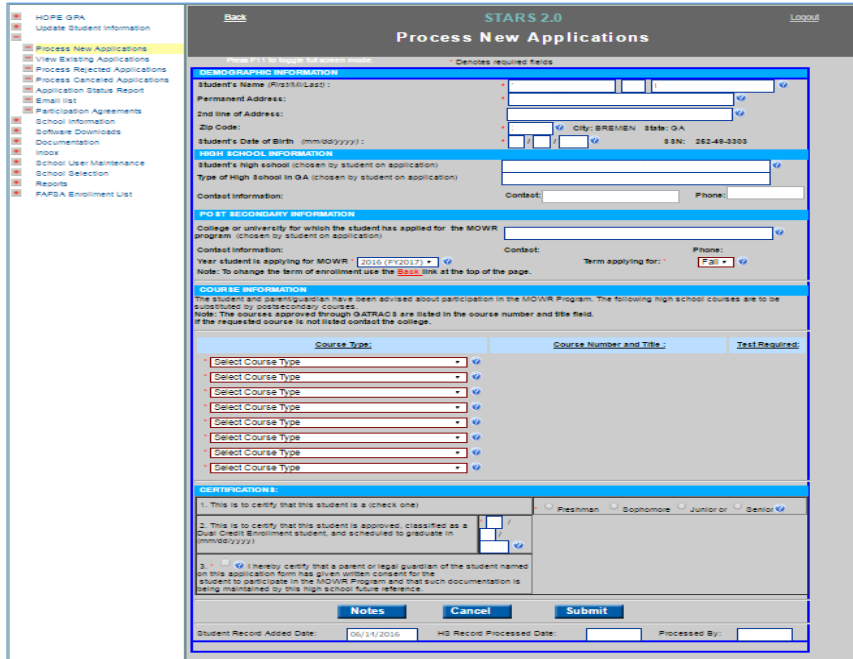 HOPE GPA
Update Student Information
Process New Applications
View Existing Applications
Process Rejected Applications
Process Canceled Applications
Application Status Report
Email list
Participation Agreements
School Information
Software Downloads
Documentation
Inbox
School User Maintenance
School Selection
Reports
FAFSA Enrollment List
Back STARS 2.0 Logout
Process New Applications
Press F11 to toggle full screen mode. * Denotes required fields
DEMOGRAPHIC INFORMATION
Student's Name (First/MI/Last) : *
Permanent Address: *
2nd line of Address:
Zip Code: * City: BREMEN State: GA
Student's Date of Birth (mm/dd/yyyy) : * / / SSN: 252-49-3303
HIGH SCHOOL INFORMATION
Student's high school (chosen by student on application)
Type of High School in GA (chosen by student on application)
Contact Information: Contact: Phone:
POST SECONDARY INFORMATION
College or university for which the student has applied for the MOWR
program (chosen by student on application)
Contact Information: Contact: Phone:
Year student is applying for MOWR * 2016 (FY2017) Term applying for: * Fall
Note: To change the term of enrollment use the Back link at the top of the page.
COURSE INFORMATION
The student and parent/guardian have been advised about participation in the MOWR Program. The following high school courses are to be
substituted by postsecondary courses.
Note: The courses approved through GATRACS are listed in the course number and title field.
If the requested course is not listed contact the college.
Course Type: Course Number and Title : Test Required:
* Select Course Type
* Select Course Type
* Select Course Type
* Select Course Type
* Select Course Type
* Select Course Type
* Select Course Type
* Select Course Type
CERTIFICATIONS:
1. This is to certify that this student is a (check one) * Freshman Sophomore Junior or Senior
2. This is to certify that this student is approved, classified as a
Dual Credit Enrollment student, and scheduled to graduate in
(mm/dd/yyyy) * / /
3. * I hereby certify that a parent or legal guardian of the student named
on this application form has given written consent for the
student to participate in the MOWR Program and that such documentation is
being maintained by this high school future reference.
Notes Cancel Submit
Student Record Added Date: 06/14/2016 HS Record Processed Date: Processed By: